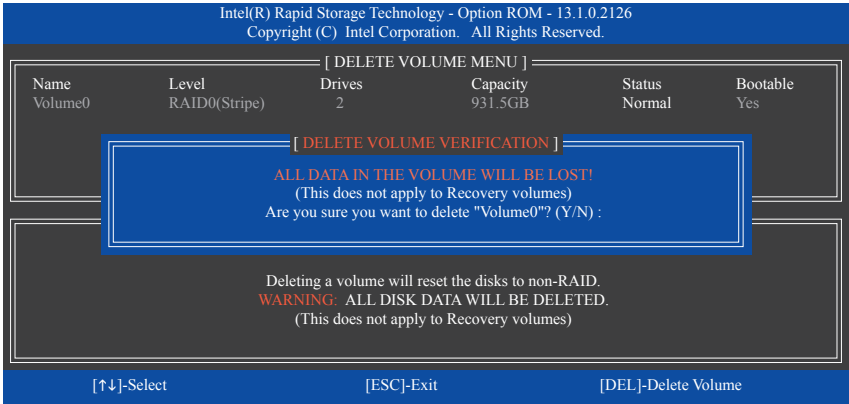 Intel(R) Rapid Storage Technology - Option ROM - 13.1.0.2126
Copyright (C) Intel Corporation. All Rights Reserved.
[ DELETE VOLUME MENU ]
Name Level Drives Capacity Status Bootable
Volume0 RAID0(Stripe) 2 931.5GB Normal Yes
[ DELETE VOLUME VERIFICATION ]
ALL DATA IN THE VOLUME WILL BE LOST!
(This does not apply to Recovery volumes)
Are you sure you want to delete "Volume0"? (Y/N) :
Deleting a volume will reset the disks to non-RAID.
WARNING: ALL DISK DATA WILL BE DELETED.
(This does not apply to Recovery volumes)
[↑↓]-Select [ESC]-Exit [DEL]-Delete Volume